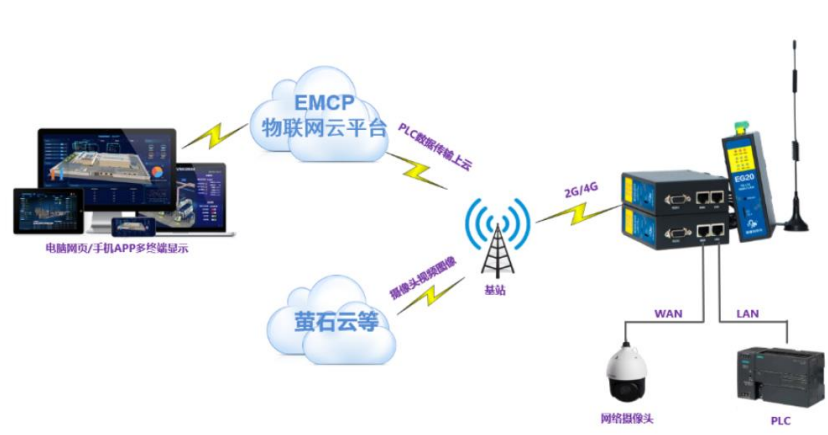 EMCP
物联网云平台
PLC数据传输上云
2G/4G
EG20
电脑网页/手机APP多终端显示
基站
摄像头视频图像
萤石云等
WAN
LAN
网络摄像头
PLC